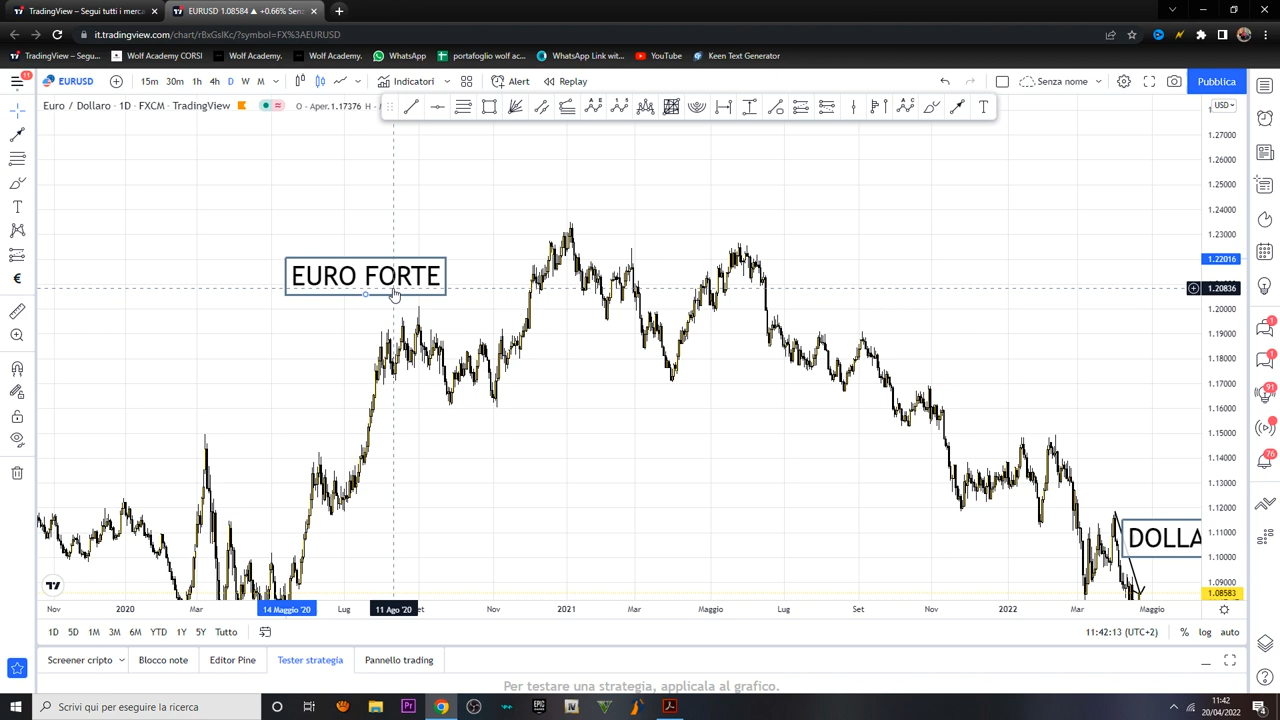 TradingView – Segui tutti i merca
EURUSD 1.08584 ▲ +0.66% Senz
it.tradingview.com/chart/rBxGslKc/?symbol=FX%3AEURUSD
TradingView – Segu...
Wolf Academy CORSI
Wolf Academy.
Wolf Academy.
WhatsApp
portafoglio wolf ac...
WhatsApp Link wit...
YouTube
Keen Text Generator
11
EURUSD
15m 30m 1h 4h D W M
Indicatori
Alert
Replay
Senza nome
Pubblica
Euro / Dollaro · 1D · FXCM · TradingView
O - Aper.1.17376 H -
USD
1.27000
1.26000
1.25000
1.24000
1.23000
1.22016
1.20836
1.20000
1.19000
1.18000
1.17000
1.16000
1.15000
1.14000
1.13000
1.12000
1.11000
1.10000
1.09000
1.08583
EURO FORTE
DOLLA
1
1
91
76
Nov 2020 Mar 14 Maggio '20 Lug 11 Ago '20 et Nov 2021 Mar Maggio Lug Set Nov 2022 Mar Maggio
1D 5D 1M 3M 6M YTD 1Y 5Y Tutto
11:42:13 (UTC+2) % log auto
Screener cripto
Blocco note
Editor Pine
Tester strategia
Pannello trading
Per testare una strategia, applicala al grafico.
Scrivi qui per eseguire la ricerca
11:42
20/04/2022
4